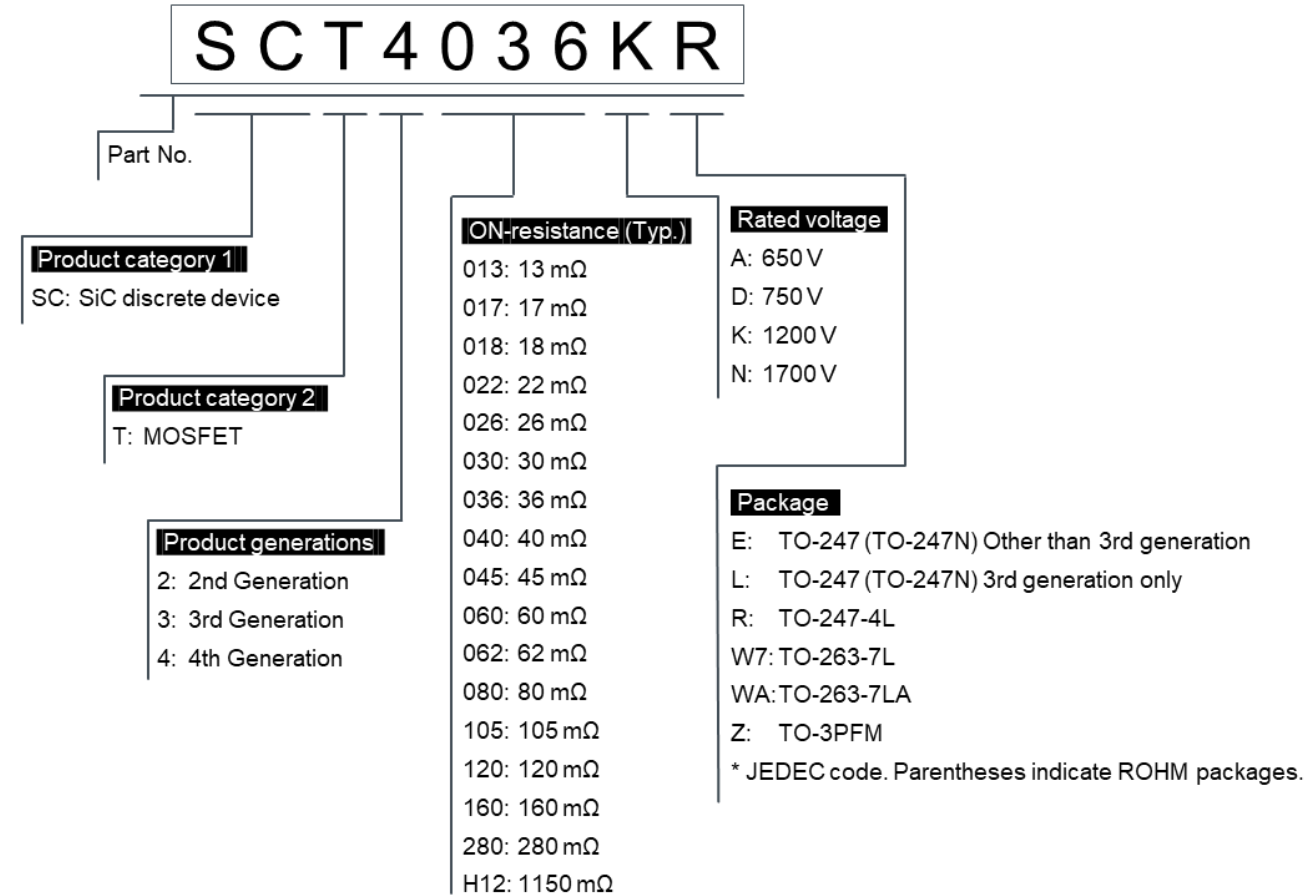 SCT4036KR
Part No.
Product category 1
SC: SiC discrete device
Product category 2
T: MOSFET
Product generations
2: 2nd Generation
3: 3rd Generation
4: 4th Generation
ON-resistance (Typ.)
013: 13 mΩ
017: 17 mΩ
018: 18 mΩ
022: 22 mΩ
026: 26 mΩ
030: 30 mΩ
036: 36 mΩ
040: 40 mΩ
045: 45 mΩ
060: 60 mΩ
062: 62 mΩ
080: 80 mΩ
105: 105 mΩ
120: 120 mΩ
160: 160 mΩ
280: 280 mΩ
H12: 1150 mΩ
Rated voltage
A: 650 V
D: 750 V
K: 1200 V
N: 1700 V
Package
E: TO-247 (TO-247N) Other than 3rd generation
L: TO-247 (TO-247N) 3rd generation only
R: TO-247-4L
W7: TO-263-7L
WA: TO-263-7LA
Z: TO-3PFM
* JEDEC code. Parentheses indicate ROHM packages.